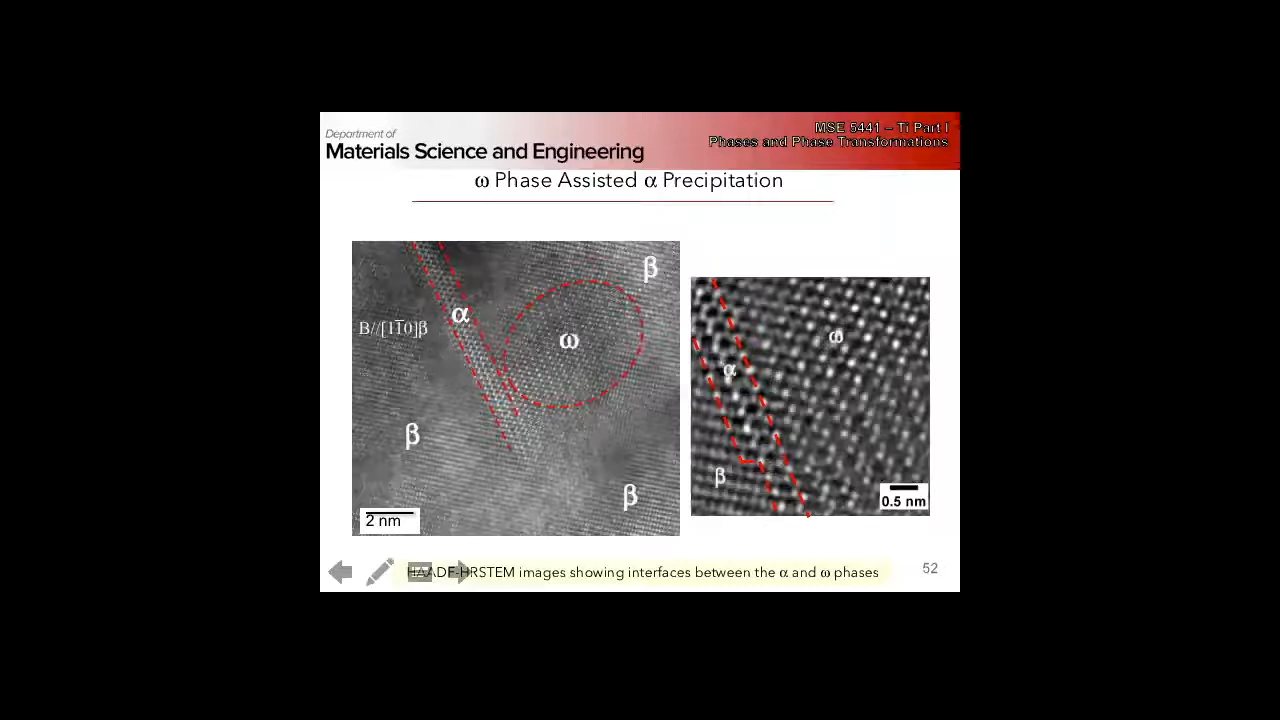 Department of
Materials Science and Engineering
MSE 5441 – Ti Part I
Phases and Phase Transformations
ω Phase Assisted α Precipitation
β
α
B//[11̅0]β
ω
β
β
2 nm
ω
α
β
0.5 nm
HAADF-HRSTEM images showing interfaces between the α and ω phases
52